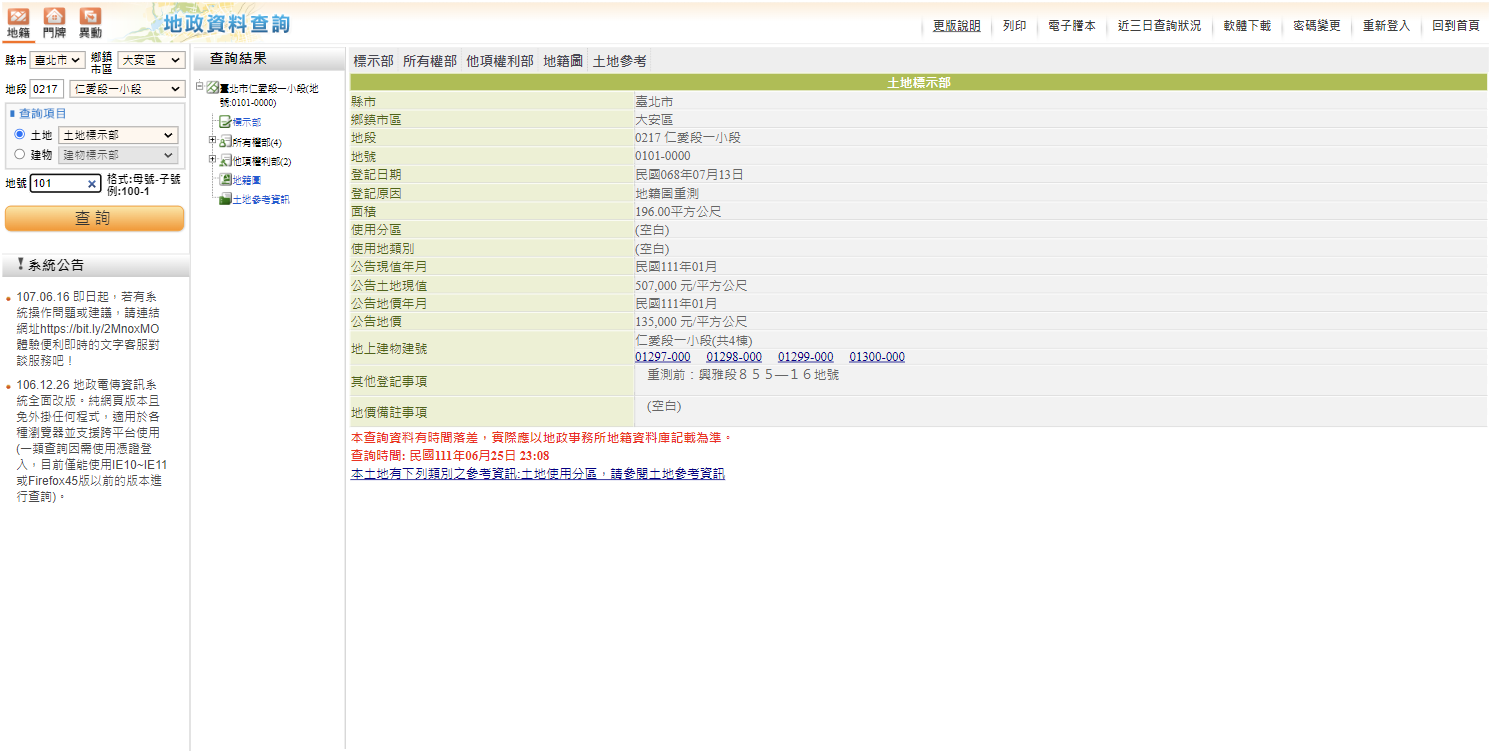 地籍 門牌 異動
地政資料查詢
更版說明 列印 電子謄本 近三日查詢狀況 軟體下載 密碼變更 重新登入 回到首頁
縣市 臺北市 鄉鎮市區 大安區
地段 0217 仁愛段一小段
查詢項目
土地 土地標示部
建物 建物標示部
地號 101 格式:母號-子號
例:100-1
查詢
系統公告
107.06.16 即日起，若有系
統操作問題或建議，請連結
網址https://bit.ly/2MnoxMO
體驗便利即時的文字客服對
談服務吧！
106.12.26 地政電傳資訊系
統全面改版。純網頁版本且
免外掛任何程式，適用於各
種瀏覽器並支援跨平台使用
(一類查詢因需使用憑證登
入，目前僅能使用IE10~IE11
或Firefox45版以前的版本進
行查詢)。
查詢結果
臺北市仁愛段一小段(地
號:0101-0000)
標示部
所有權部(4)
他項權利部(2)
地籍圖
土地參考資訊
標示部 所有權部 他項權利部 地籍圖 土地參考
土地標示部
縣市 臺北市
鄉鎮市區 大安區
地段 0217 仁愛段一小段
地號 0101-0000
登記日期 民國068年07月13日
登記原因 地籍圖重測
面積 196.00平方公尺
使用分區 (空白)
使用地類別 (空白)
公告現值年月 民國111年01月
公告土地現值 507,000 元/平方公尺
公告地價年月 民國111年01月
公告地價 135,000 元/平方公尺
地上建物建號 仁愛段一小段(共4棟)
01297-000 01298-000 01299-000 01300-000
其他登記事項 重測前：興雅段８５５—１６地號
地價備註事項 (空白)
本查詢資料有時間落差，實際應以地政事務所地籍資料庫記載為準。
查詢時間: 民國111年06月25日 23:08
本土地有下列類別之參考資訊:土地使用分區，請參閱土地參考資訊